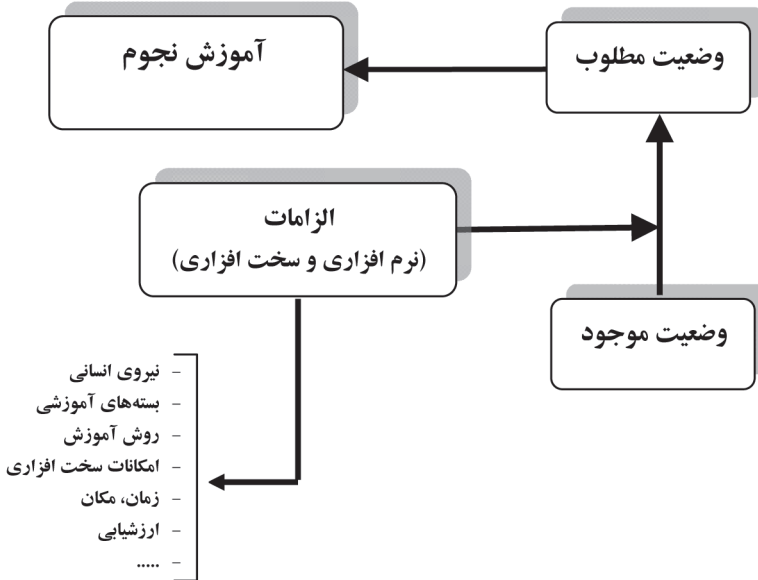 وضعیت مطلوب
آموزش نجوم
الزامات
(نرم افزاری و سخت افزاری)
وضعیت موجود
- نیروی انسانی
- بسته‌های آموزشی
- روش آموزش
- امکانات سخت افزاری
- زمان، مکان
- ارزشیابی
- .....